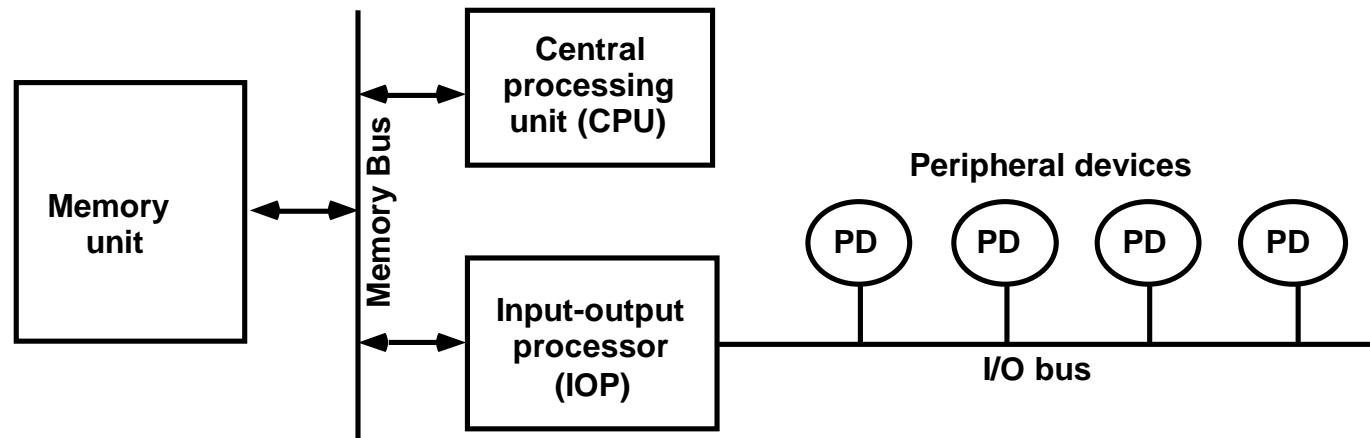 Memory
unit
Memory Bus
Central
processing
unit (CPU)
Input-output
processor
(IOP)
Peripheral devices
PD
PD
PD
PD
I/O bus